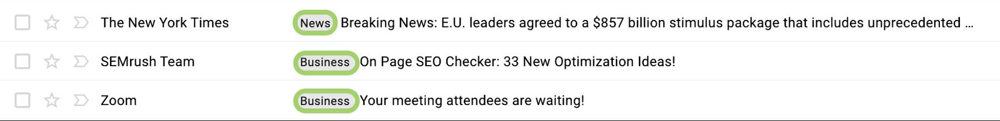 The New York Times News Breaking News: E.U. leaders agreed to a $857 billion stimulus package that includes unprecedented ...
SEMrush Team Business On Page SEO Checker: 33 New Optimization Ideas!
Zoom Business Your meeting attendees are waiting!